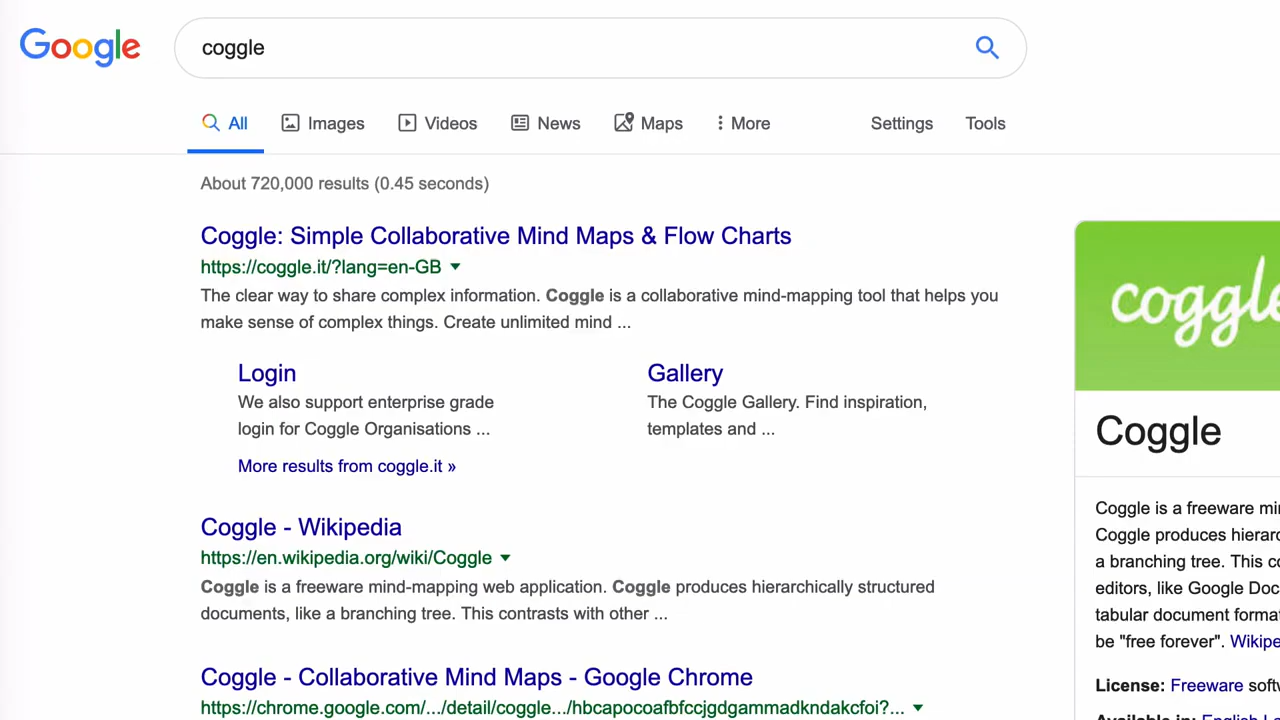 Google
coggle
All Images Videos News Maps More Settings Tools
About 720,000 results (0.45 seconds)
Coggle: Simple Collaborative Mind Maps & Flow Charts
https://coggle.it/?lang=en-GB
The clear way to share complex information. Coggle is a collaborative mind-mapping tool that helps you
make sense of complex things. Create unlimited mind ...
Login
We also support enterprise grade
login for Coggle Organisations ...
Gallery
The Coggle Gallery. Find inspiration,
templates and ...
More results from coggle.it »
Coggle - Wikipedia
https://en.wikipedia.org/wiki/Coggle
Coggle is a freeware mind-mapping web application. Coggle produces hierarchically structured
documents, like a branching tree. This contrasts with other ...
Coggle - Collaborative Mind Maps - Google Chrome
https://chrome.google.com/.../detail/coggle.../hbcapocoafbfccjgdgammadkndakcfoi?...
coggle
Coggle
Coggle is a freeware
Coggle produces
a branching tree. This
editors, like Google
tabular document
be "free forever".
License: Freeware
Available in: English